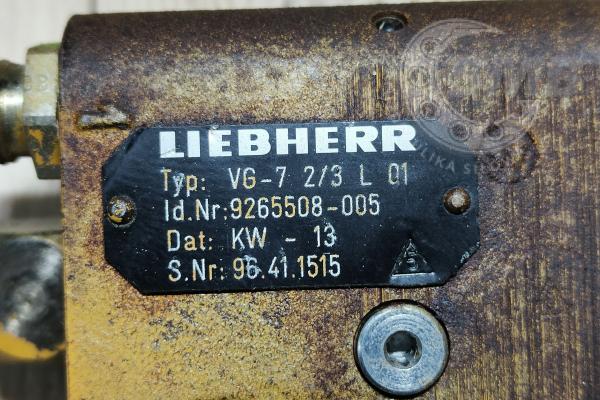 LIEBHERR
Typ: VG-7 2/3 L 01
Id.Nr:9265508-005
Dat: KW - 13
S.Nr: 96.41.1515